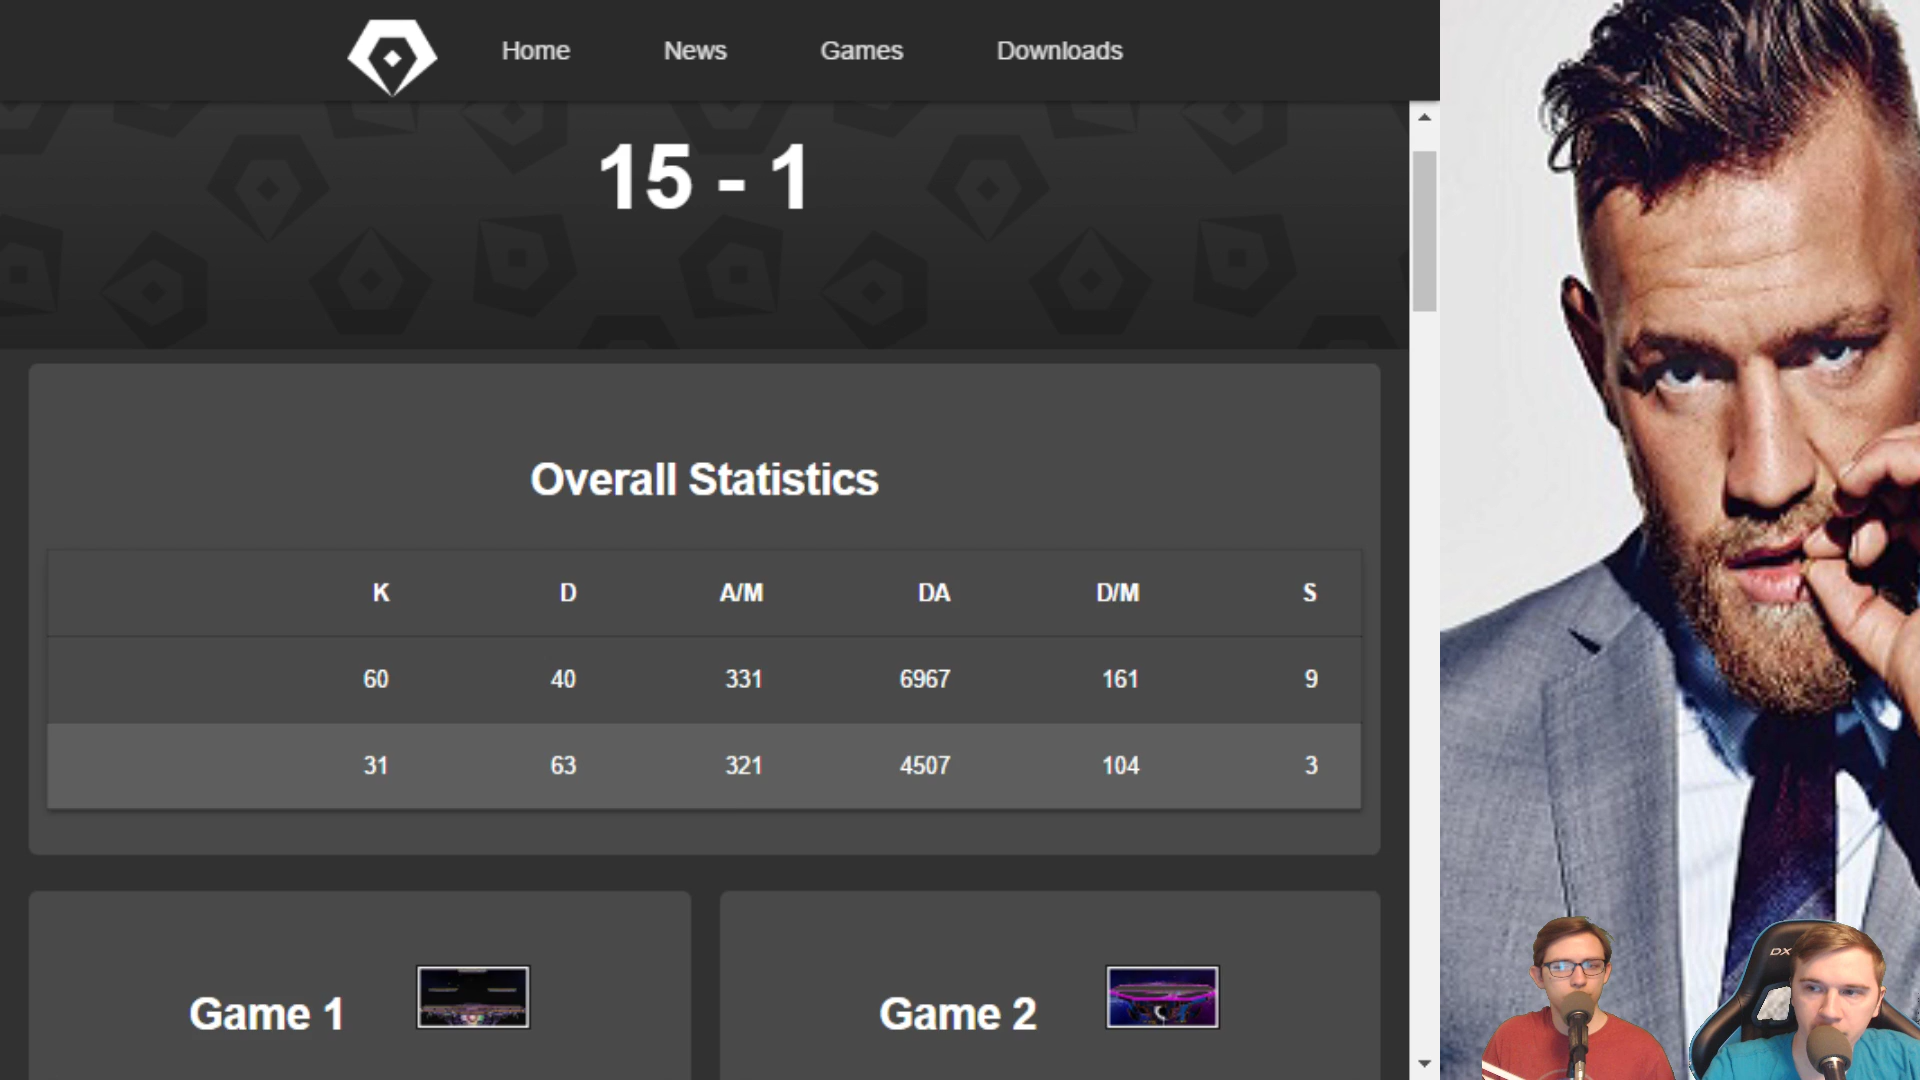 Home News Games Downloads
15 - 1
Overall Statistics
K D A/M DA D/M S
60 40 331 6967 161 9
31 63 321 4507 104 3
Game 1 Game 2
DX